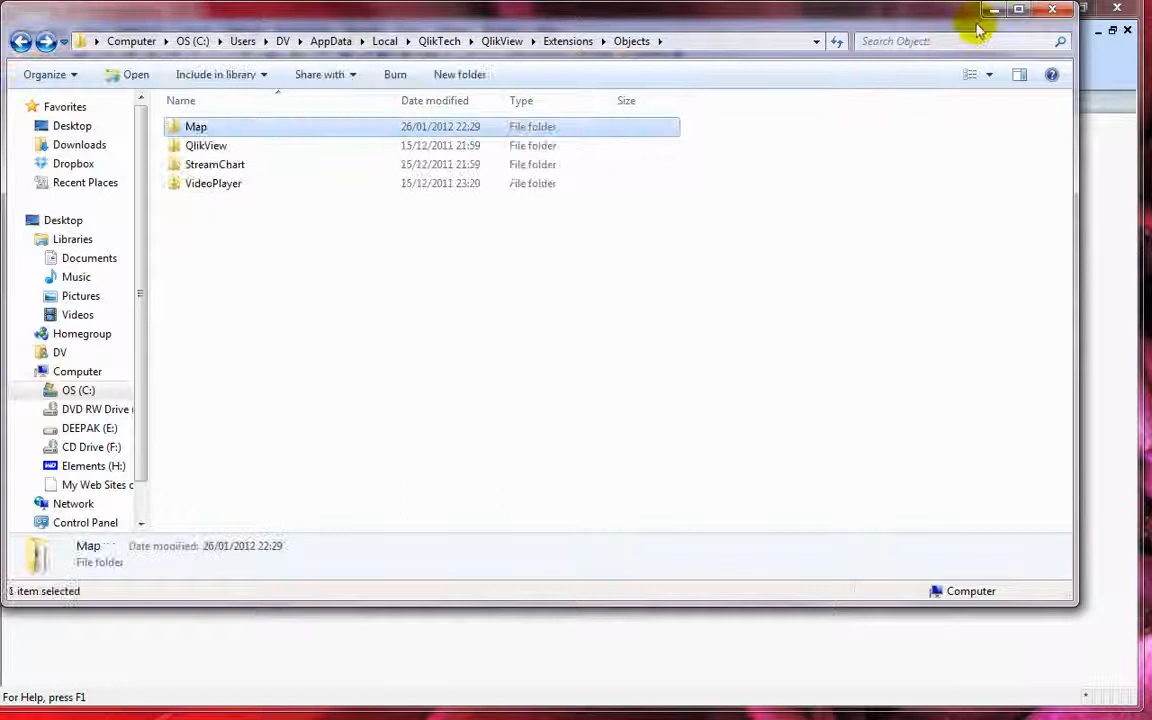 Computer OS (C:) Users DV AppData Local QlikTech QlikView Extensions Objects
Search Objects
Organize Open Include in library Share with Burn New folder
Name Date modified Type Size
Favorites
Desktop
Downloads
Dropbox
Recent Places
Desktop
Libraries
Documents
Music
Pictures
Videos
Homegroup
DV
Computer
OS (C:)
DVD RW Drive (
DEEPAK (E:)
CD Drive (F:)
WD Elements (H:)
My Web Sites c
Network
Control Panel
Map 26/01/2012 22:29 File folder
QlikView 15/12/2011 21:59 File folder
StreamChart 15/12/2011 21:59 File folder
VideoPlayer 15/12/2011 23:20 File folder
Map Date modified: 26/01/2012 22:29
File folder
1 item selected
Computer
For Help, press F1